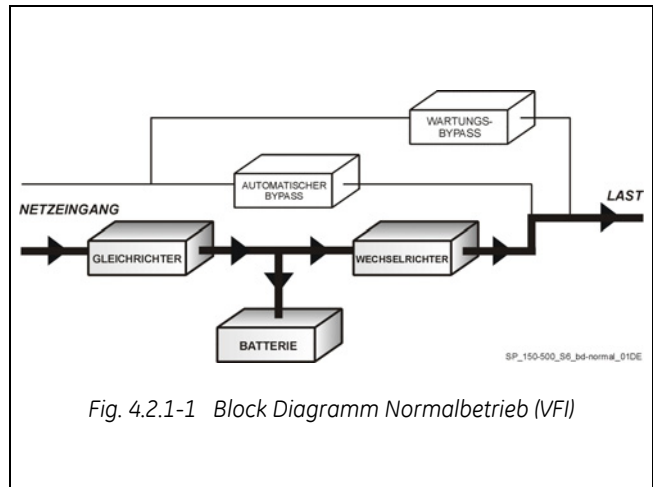 WARTUNGS-
BYPASS
AUTOMATISCHER
BYPASS
LAST
NETZEINGANG
GLEICHRICHTER
WECHSELRICHTER
BATTERIE
SP_150-500_S6_bd-normal_01DE
Fig. 4.2.1-1 Block Diagramm Normalbetrieb (VFI)